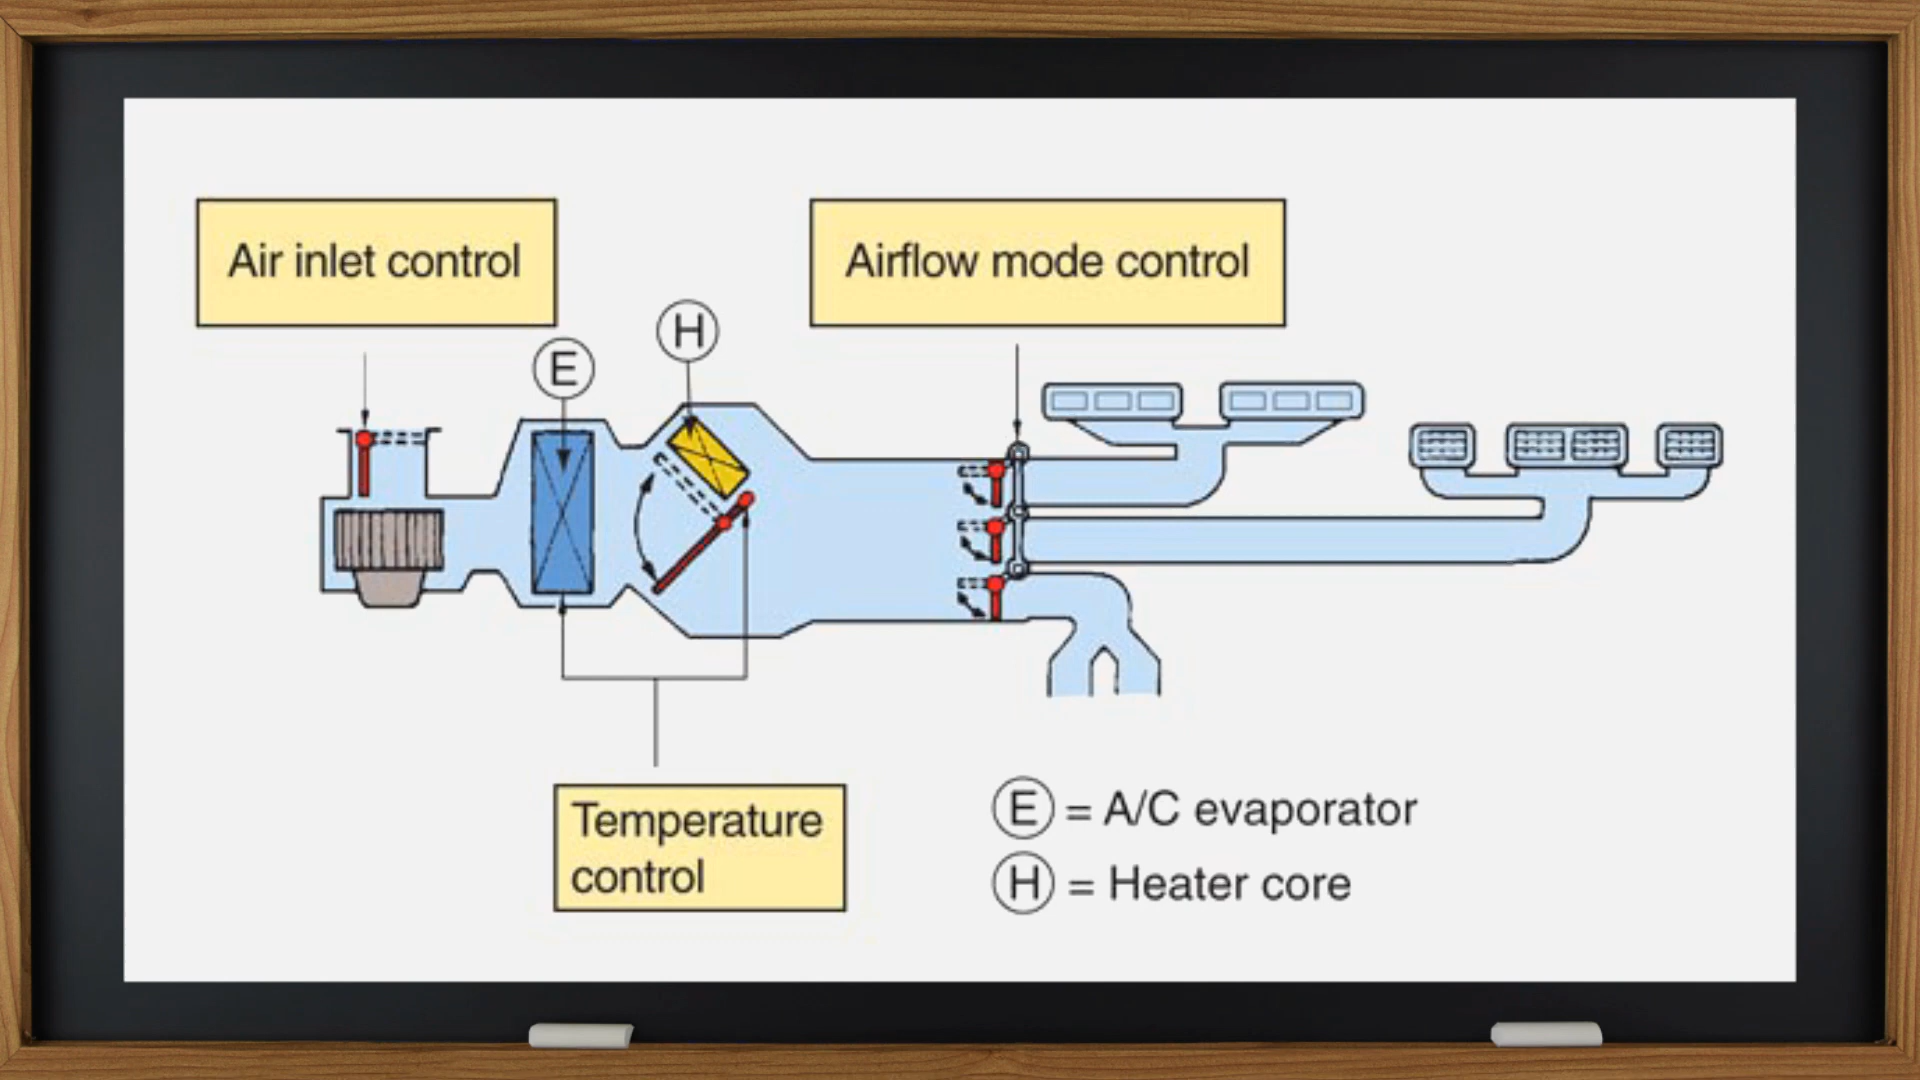 Air inlet control
Airflow mode control
H
E
Temperature
control
E = A/C evaporator
H = Heater core